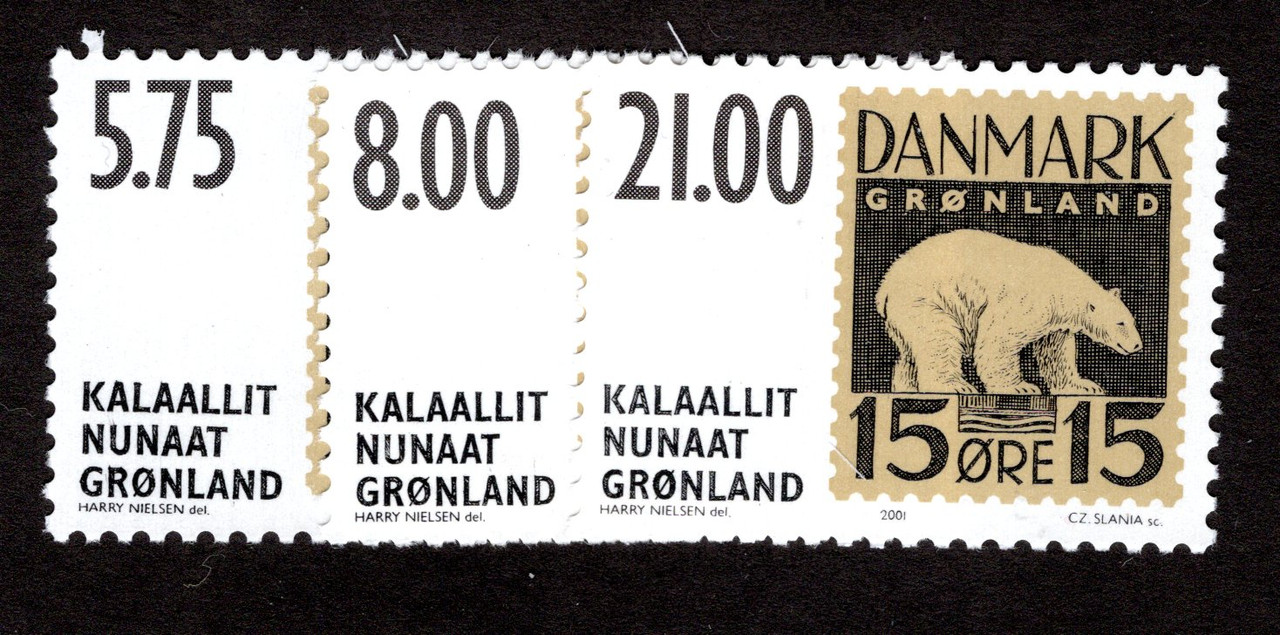 5.75
KALAALLIT
NUNAAT
GRØNLAND
HARRY NIELSEN del.
8.00
KALAALLIT
NUNAAT
GRØNLAND
HARRY NIELSEN del.
21.00
KALAALLIT
NUNAAT
GRØNLAND
HARRY NIELSEN del.
DANMARK
GRØNLAND
15 ØRE 15
2001 CZ. SLANIA sc.